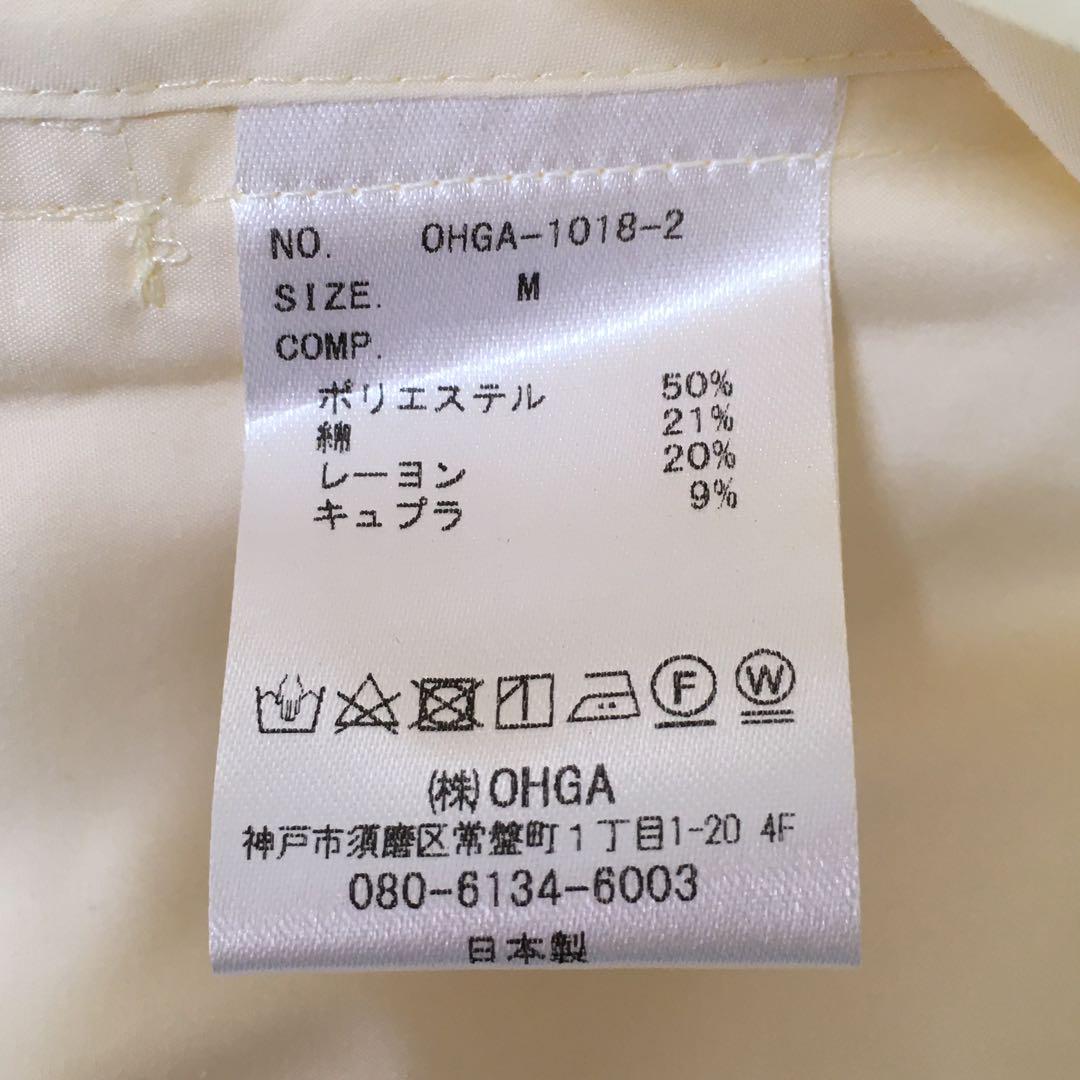 NO. OHGA-1018-2
SIZE. M
COMP.
ポリエステル 50%
綿 21%
レーヨン 20%
キュプラ 9%
F W
㈱OHGA
神戸市須磨区常盤町1丁目1-20 4F
080-6134-6003
日本製